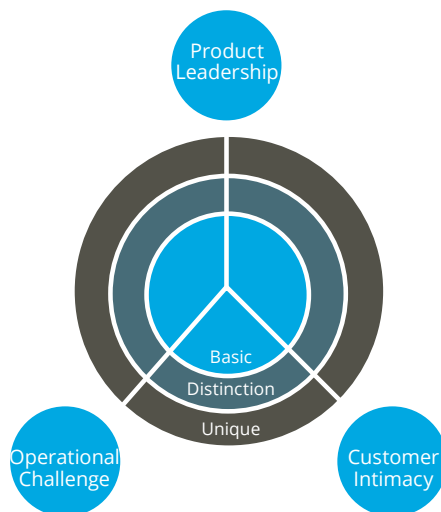 Product
Leadership
Basic
Distinction
Unique
Operational
Challenge
Customer
Intimacy